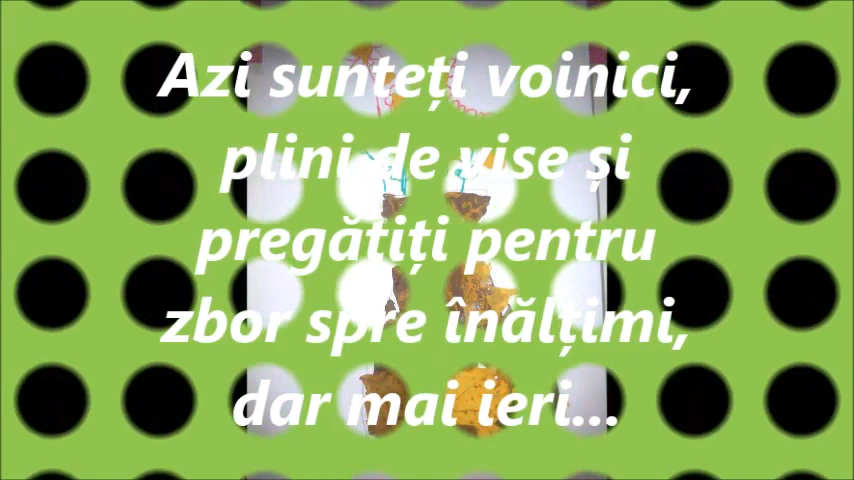 Azi sunteți voinici,
plini de vise și
pregătiți pentru
zbor spre înălțimi,
dar mai ieri...